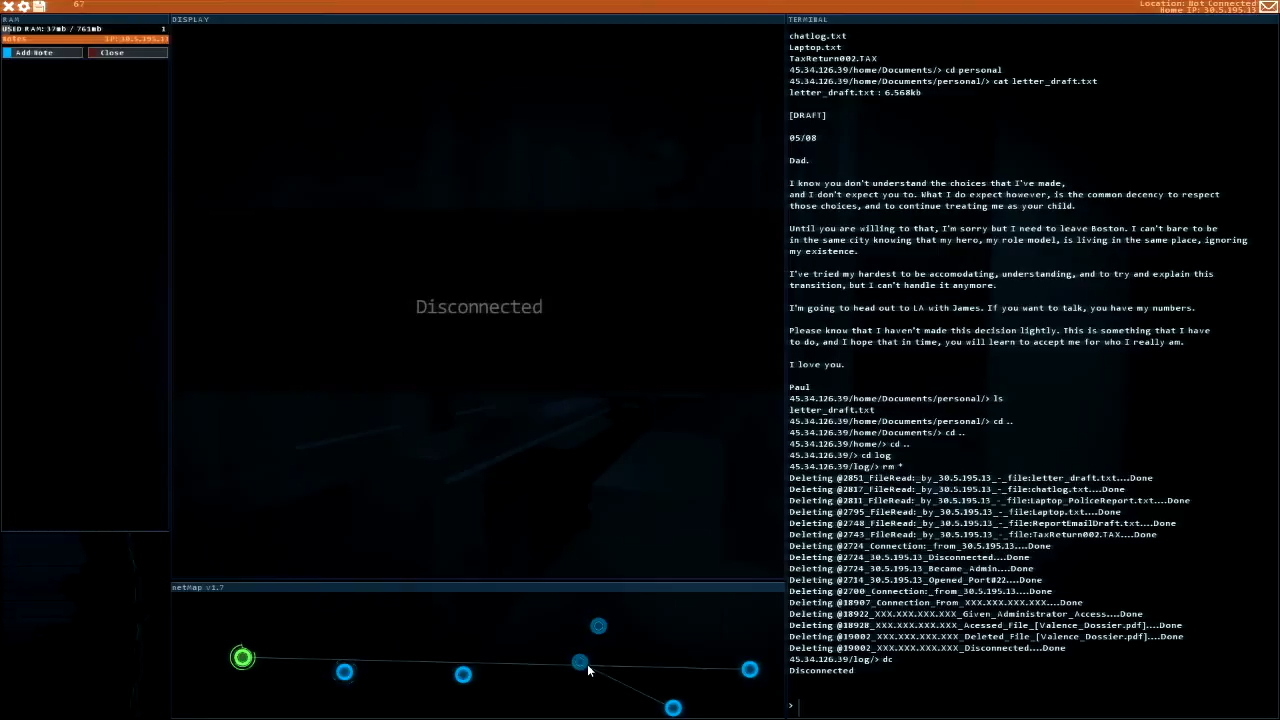 67
Location: Not Connected
Home IP: 30.5.195.13
RAM
USED RAM: 37mb / 761mb
1
notes
IP:30.5.195.13
Add Note
Close
DISPLAY
Disconnected
netMap v1.7
TERMINAL
chatlog.txt
Laptop.txt
TaxReturn002.TAX
45.34.126.39/home/Documents/> cd personal
45.34.126.39/home/Documents/personal/> cat letter_draft.txt
letter_draft.txt : 6.568kb
[DRAFT]
05/08
Dad.
I know you don't understand the choices that I've made,
and I don't expect you to. What I do expect however, is the common decency to respect
those choices, and to continue treating me as your child.
Until you are willing to that, I'm sorry but I need to leave Boston. I can't bare to be
in the same city knowing that my hero, my role model, is living in the same place, ignoring
my existence.
I've tried my hardest to be accomodating, understanding, and to try and explain this
transition, but I can't handle it anymore.
I'm going to head out to LA with James. If you want to talk, you have my numbers.
Please know that I haven't made this decision lightly. This is something that I have
to do, and I hope that in time, you will learn to accept me for who I really am.
I love you.
Paul
45.34.126.39/home/Documents/personal/> ls
letter_draft.txt
45.34.126.39/home/Documents/personal/> cd ..
45.34.126.39/home/Documents/> cd ..
45.34.126.39/home/> cd ..
45.34.126.39/> cd log
45.34.126.39/log/> rm *
Deleting @2851_FileRead:_by_30.5.195.13_-_file:letter_draft.txt....Done
Deleting @2817_FileRead:_by_30.5.195.13_-_file:chatlog.txt....Done
Deleting @2811_FileRead:_by_30.5.195.13_-_file:Laptop_PoliceReport.txt....Done
Deleting @2795_FileRead:_by_30.5.195.13_-_file:Laptop.txt....Done
Deleting @2748_FileRead:_by_30.5.195.13_-_file:ReportEmailDraft.txt....Done
Deleting @2743_FileRead:_by_30.5.195.13_-_file:TaxReturn002.TAX....Done
Deleting @2724_Connection:_from_30.5.195.13....Done
Deleting @2724_30.5.195.13_Disconnected....Done
Deleting @2724_30.5.195.13_Became_Admin....Done
Deleting @2714_30.5.195.13_Opened_Port#22....Done
Deleting @2700_Connection:_from_30.5.195.13....Done
Deleting @18907_Connection_From_XXX.XXX.XXX.XXX....Done
Deleting @18922_XXX.XXX.XXX.XXX_Given_Administrator_Access....Done
Deleting @18928_XXX.XXX.XXX.XXX_Acessed_File_[Valence_Dossier.pdf]....Done
Deleting @19002_XXX.XXX.XXX.XXX_Deleted_File_[Valence_Dossier.pdf]....Done
Deleting @19002_XXX.XXX.XXX.XXX_Disconnected....Done
45.34.126.39/log/> dc
Disconnected
>